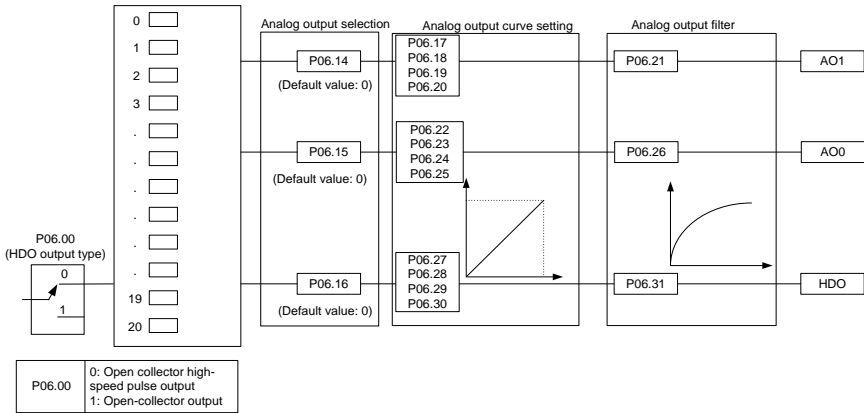 Analog output selection
Analog output curve setting
Analog output filter
0
1
2
3
.
.
.
.
.
.
19
20
P06.14
(Default value: 0)
P06.17
P06.18
P06.19
P06.20
P06.21
AO1
P06.15
(Default value: 0)
P06.22
P06.23
P06.24
P06.25
P06.26
AO0
P06.00
(HDO output type)
0
1
P06.16
(Default value: 0)
P06.27
P06.28
P06.29
P06.30
P06.31
HDO
P06.00
0: Open collector high-
speed pulse output
1: Open-collector output